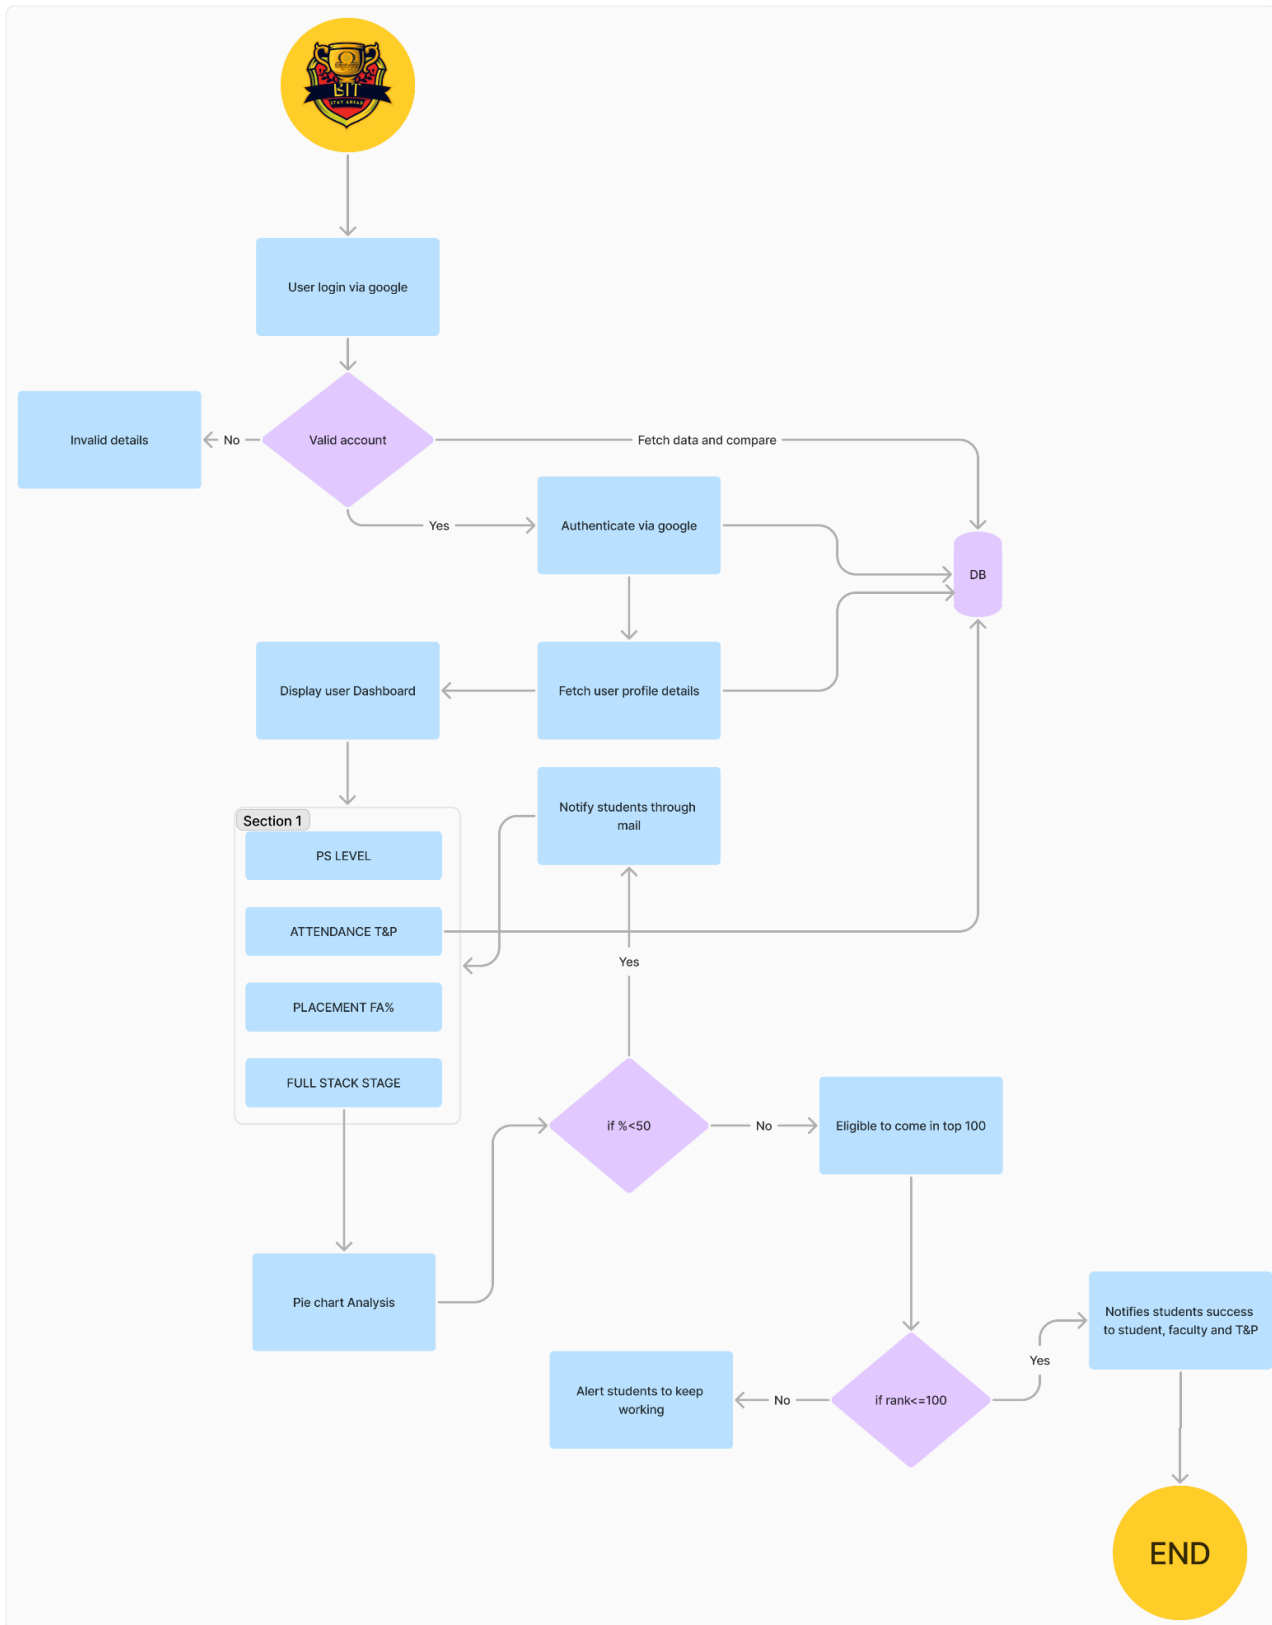 BIT
STAY AHEAD
User login via google
Valid account
No
Invalid details
Fetch data and compare
Yes
Authenticate via google
DB
Fetch user profile details
Display user Dashboard
Notify students through
mail
Section 1
PS LEVEL
ATTENDANCE T&P
PLACEMENT FA%
FULL STACK STAGE
Yes
if %<50
No
Eligible to come in top 100
Pie chart Analysis
Notifies students success
to student, faculty and T&P
Yes
if rank<=100
No
Alert students to keep
working
END